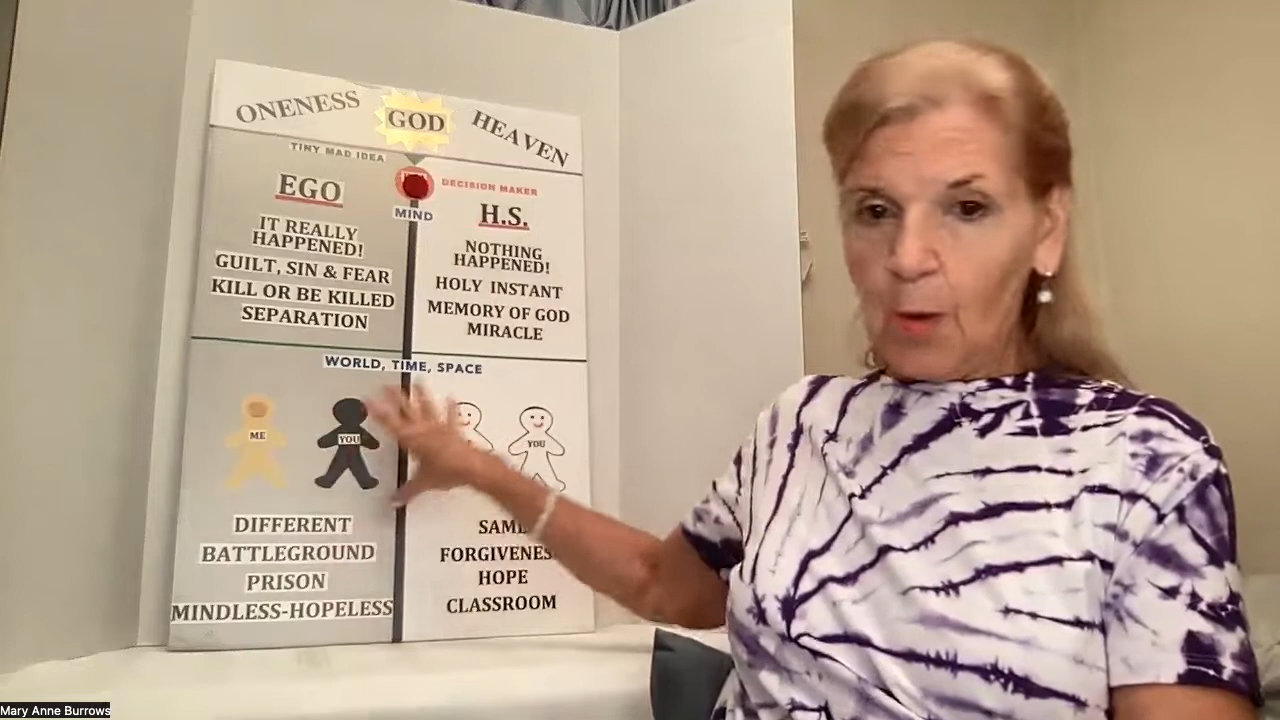 ONENESS GOD HEAVEN
TINY MAD IDEA
DECISION MAKER
MIND
EGO
IT REALLY
HAPPENED!
GUILT, SIN & FEAR
KILL OR BE KILLED
SEPARATION
H.S.
NOTHING
HAPPENED!
HOLY INSTANT
MEMORY OF GOD
MIRACLE
WORLD, TIME, SPACE
ME
YOU
YOU
DIFFERENT
BATTLEGROUND
PRISON
MINDLESS-HOPELESS
SAME
FORGIVENES
HOPE
CLASSROOM
Mary Anne Burrows